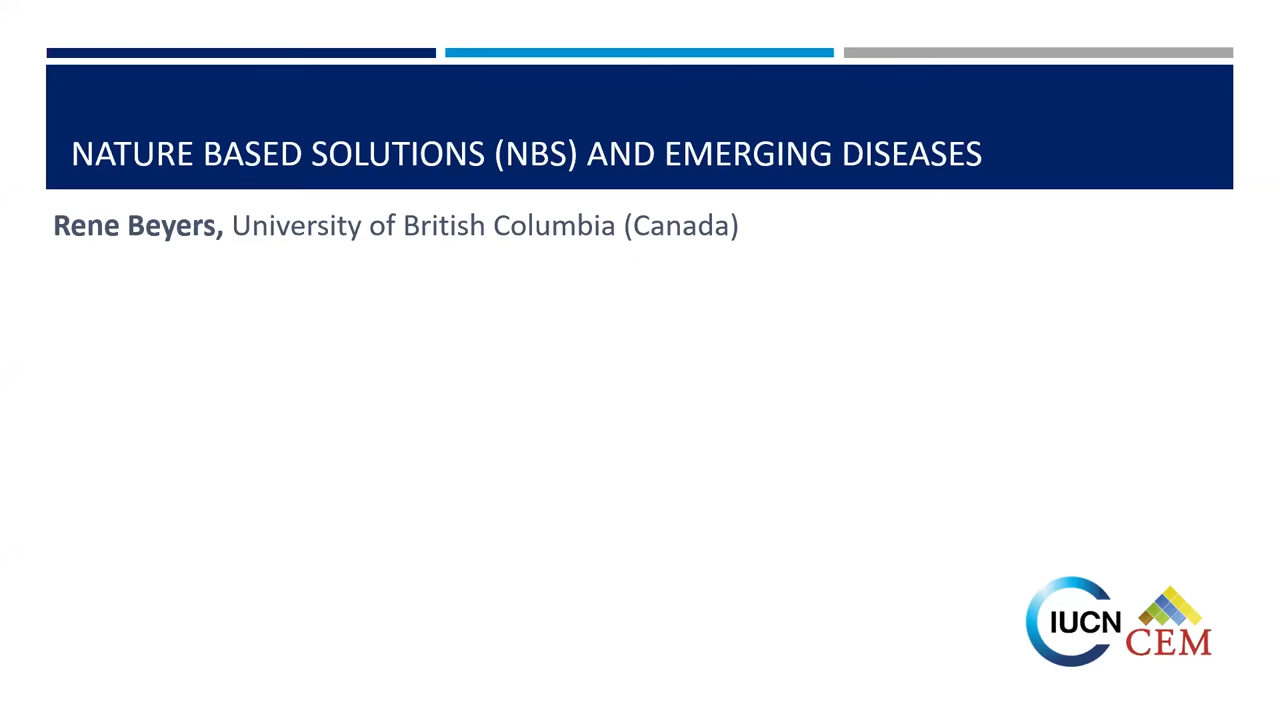 NATURE BASED SOLUTIONS (NBS) AND EMERGING DISEASES
Rene Beyers, University of British Columbia (Canada)
IUCN
CEM